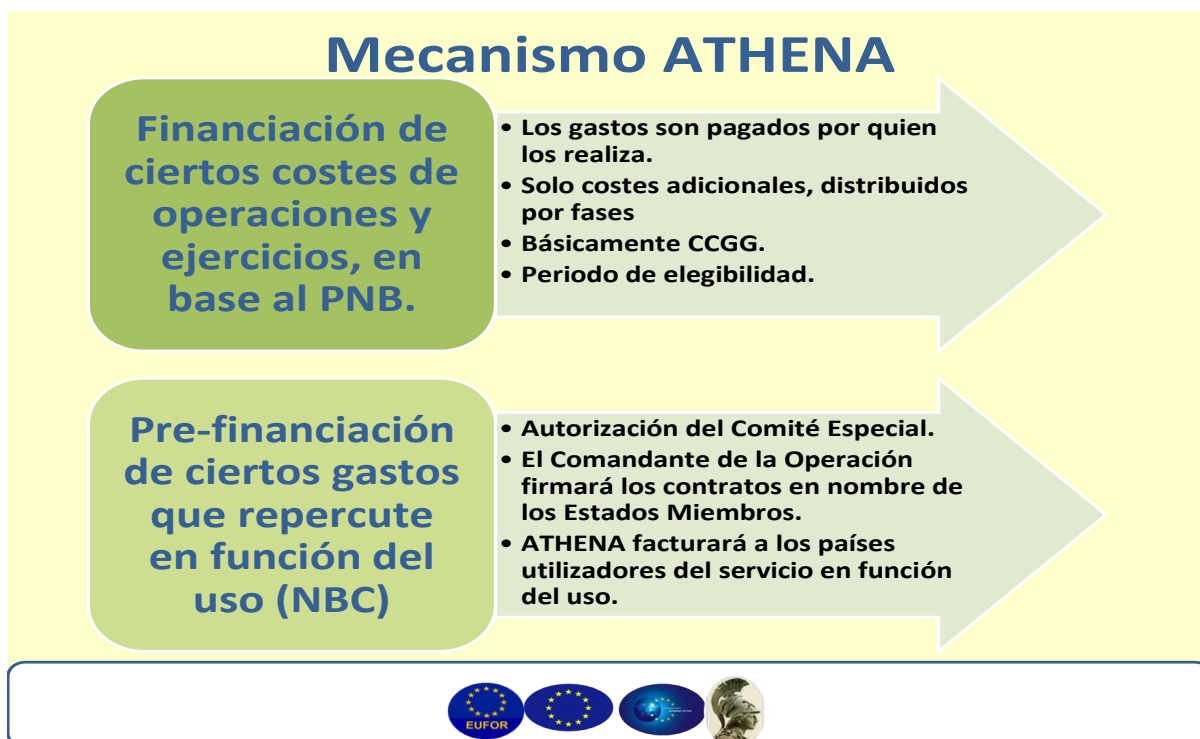 Mecanismo ATHENA
Financiación de
ciertos costes de
operaciones y
ejercicios, en
base al PNB.
• Los gastos son pagados por quien
los realiza.
• Solo costes adicionales, distribuidos
por fases
• Básicamente CCGG.
• Periodo de elegibilidad.
Pre-financiación
de ciertos gastos
que repercute
en función del
uso (NBC)
• Autorización del Comité Especial.
• El Comandante de la Operación
firmará los contratos en nombre de
los Estados Miembros.
• ATHENA facturará a los países
utilizadores del servicio en función
del uso.
EUFOR